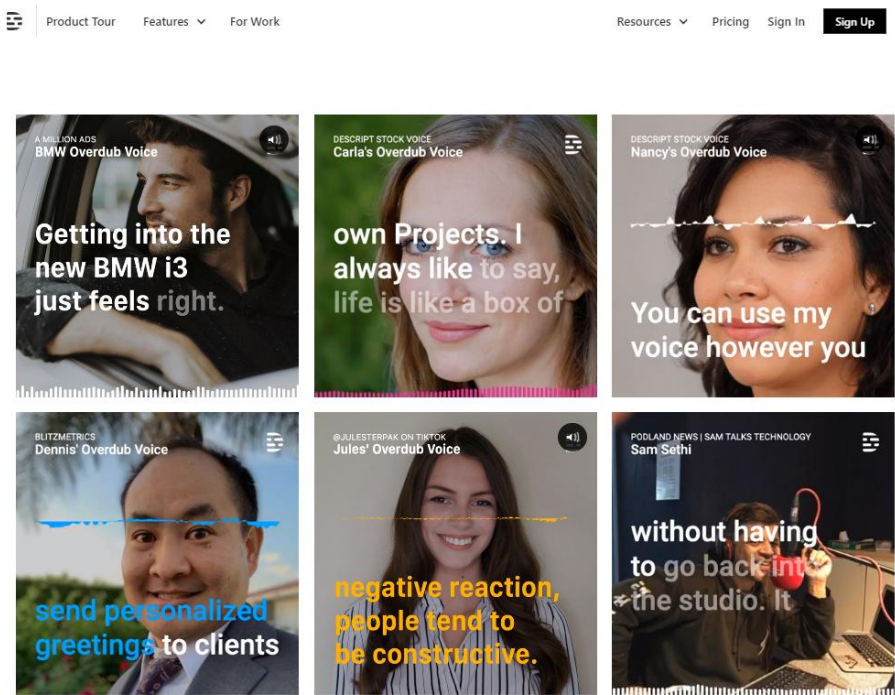 Product Tour
Features
For Work
Resources
Pricing
Sign In
Sign Up
A MILLION ADS
BMW Overdub Voice
Getting into the
new BMW i3
just feels right.
DESCRIPT STOCK VOICE
Carla's Overdub Voice
own Projects. I
always like to say,
life is like a box of
DESCRIPT STOCK VOICE
Nancy's Overdub Voice
You can use my
voice however you
BLITZMETRICS
Dennis' Overdub Voice
send personalized
greetings to clients
@JULESTERPAK ON TIKTOK
Jules' Overdub Voice
negative reaction,
people tend to
be constructive.
PODLAND NEWS | SAM TALKS TECHNOLOGY
Sam Sethi
without having
to go back into
the studio. It